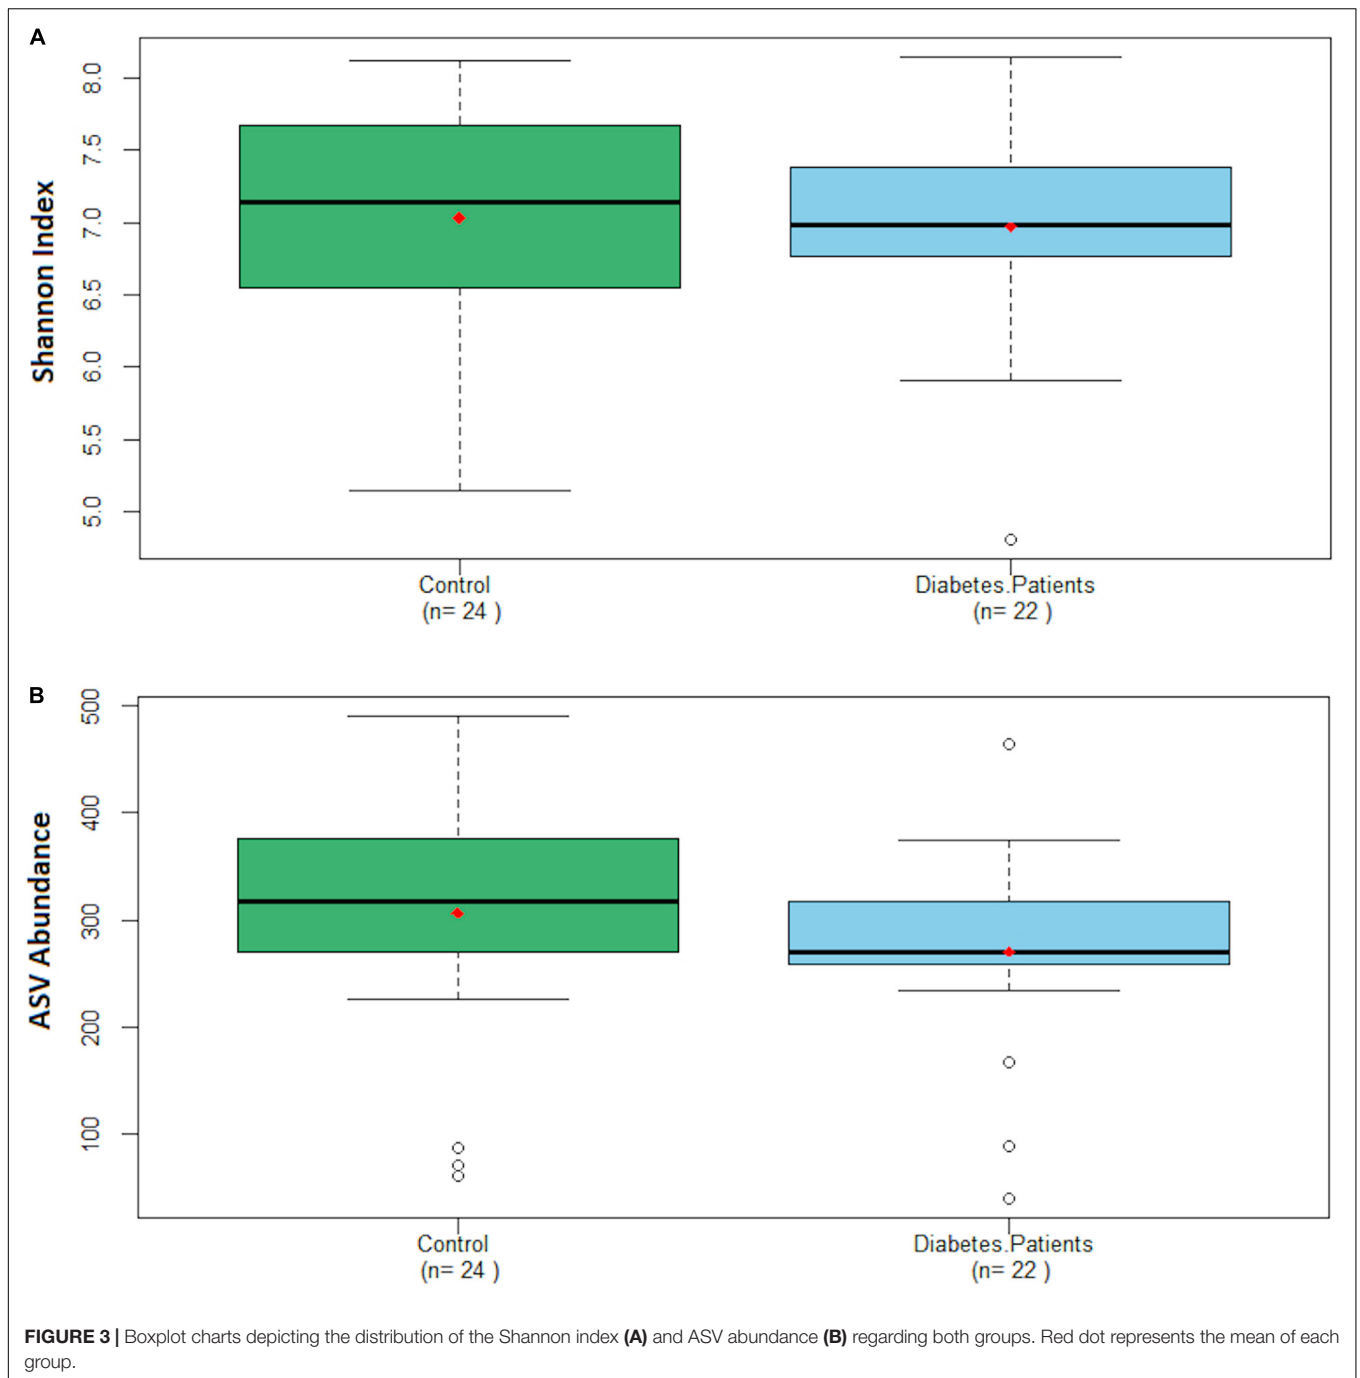 A
Shannon Index
8.0
7.5
7.0
6.5
6.0
5.5
5.0
Control
(n= 24 )
Diabetes.Patients
(n= 22 )
B
ASV Abundance
500
400
300
200
100
Control
(n= 24 )
Diabetes.Patients
(n= 22 )
FIGURE 3 | Boxplot charts depicting the distribution of the Shannon index (A) and ASV abundance (B) regarding both groups. Red dot represents the mean of each
group.